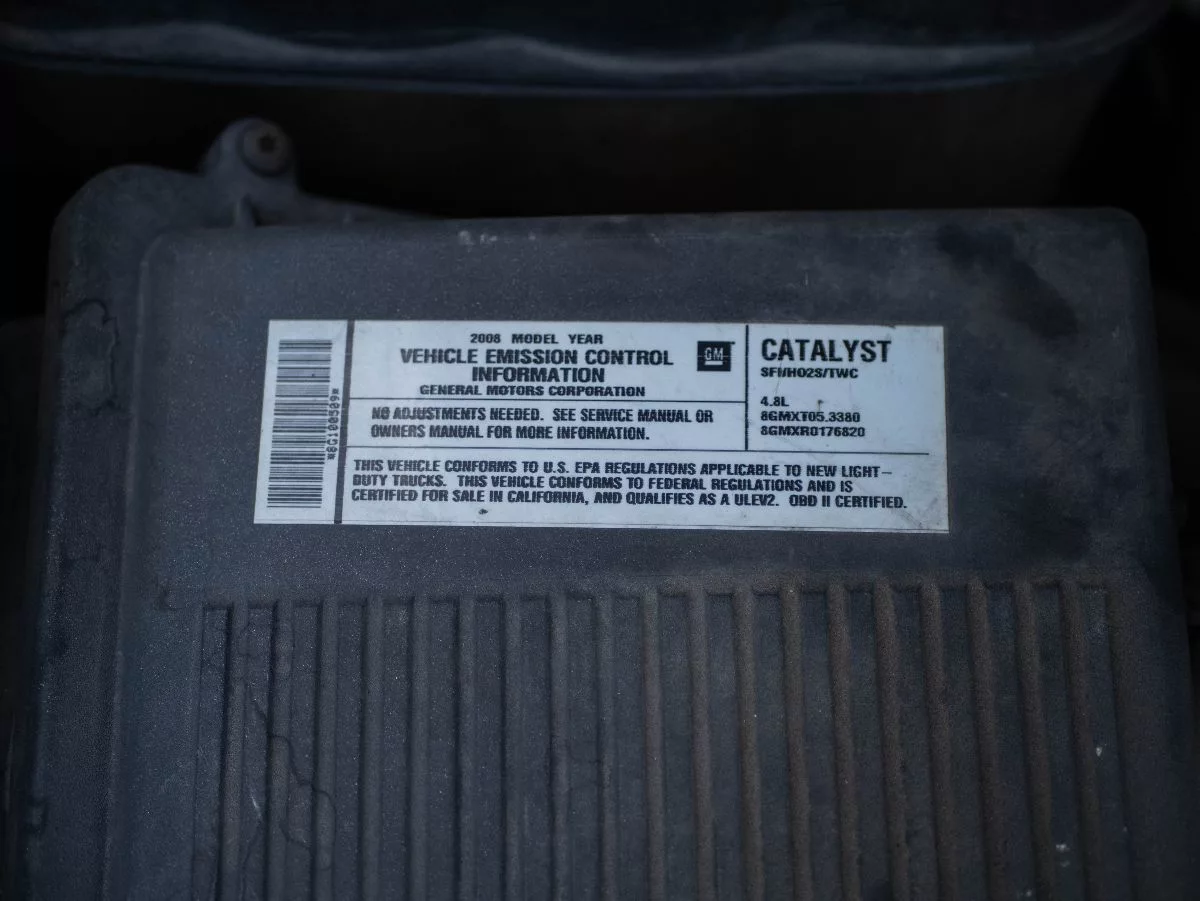 2008 MODEL YEAR
VEHICLE EMISSION CONTROL
INFORMATION
GENERAL MOTORS CORPORATION
GM
NO ADJUSTMENTS NEEDED. SEE SERVICE MANUAL OR
OWNERS MANUAL FOR MORE INFORMATION.
CATALYST
SFI/HO2S/TWC
4.8L
8GMXT05.3380
8GMXR0176820
THIS VEHICLE CONFORMS TO U.S. EPA REGULATIONS APPLICABLE TO NEW LIGHT-
DUTY TRUCKS. THIS VEHICLE CONFORMS TO FEDERAL REGULATIONS AND IS
CERTIFIED FOR SALE IN CALIFORNIA, AND QUALIFIES AS A ULEV2. OBD II CERTIFIED.
*8G100509*